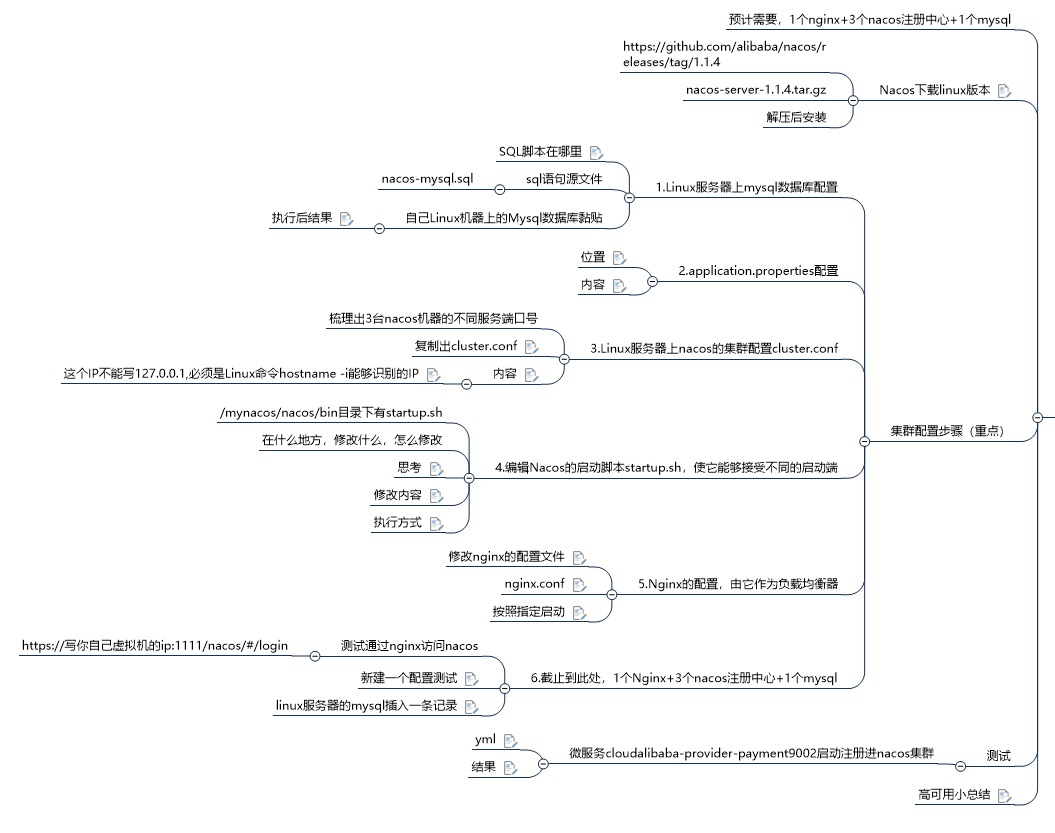 预计需要，1个nginx+3个nacos注册中心+1个mysql
https://github.com/alibaba/nacos/r
eleases/tag/1.1.4
nacos-server-1.1.4.tar.gz
解压后安装
Nacos下载linux版本
SQL脚本在哪里
sql语句源文件
nacos-mysql.sql
自己Linux机器上的Mysql数据库黏贴
执行后结果
1.Linux服务器上mysql数据库配置
位置
内容
2.application.properties配置
梳理出3台nacos机器的不同服务端口号
复制出cluster.conf
内容
这个IP不能写127.0.0.1,必须是Linux命令hostname -i能够识别的IP
3.Linux服务器上nacos的集群配置cluster.conf
/mynacos/nacos/bin目录下有startup.sh
在什么地方，修改什么，怎么修改
思考
修改内容
执行方式
4.编辑Nacos的启动脚本startup.sh，使它能够接受不同的启动端
集群配置步骤（重点）
修改nginx的配置文件
nginx.conf
按照指定启动
5.Nginx的配置，由它作为负载均衡器
测试通过nginx访问nacos
https://写你自己虚拟机的ip:1111/nacos/#/login
新建一个配置测试
linux服务器的mysql插入一条记录
6.截止到此处，1个Nginx+3个nacos注册中心+1个mysql
yml
结果
微服务cloudalibaba-provider-payment9002启动注册进nacos集群
测试
高可用小总结